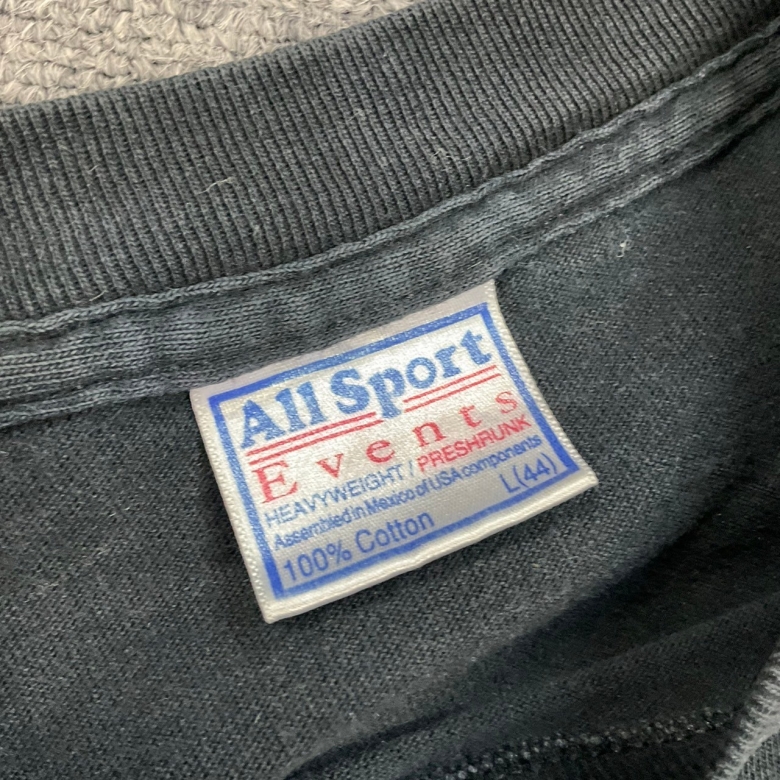 All Sport
Events
HEAVYWEIGHT / PRESHRUNK
Assembled in Mexico of USA components
100% Cotton L(44)